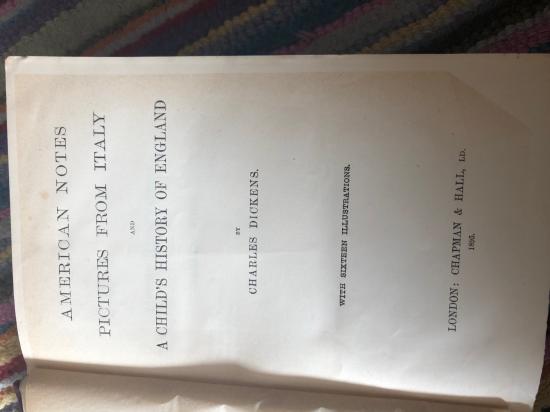 AMERICAN NOTES
PICTURES FROM ITALY
AND
A CHILD'S HISTORY OF ENGLAND
BY
CHARLES DICKENS.
WITH SIXTEEN ILLUSTRATIONS.
LONDON: CHAPMAN & HALL, LD.
1895.